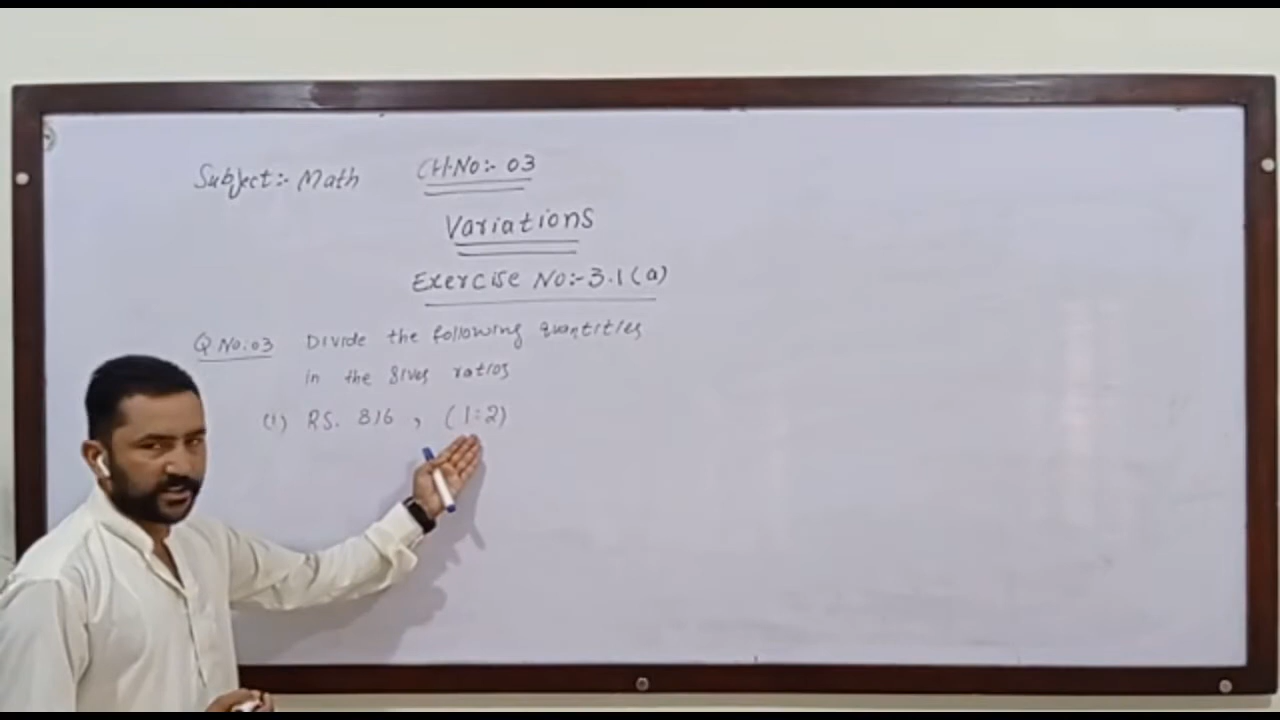 Subject:- Math CH.No:- 03
Variations
Exercise No:- 3.1(a)
Q No:03 Divide the following quantities
in the given ratios
(i) RS. 816 , (1:2)